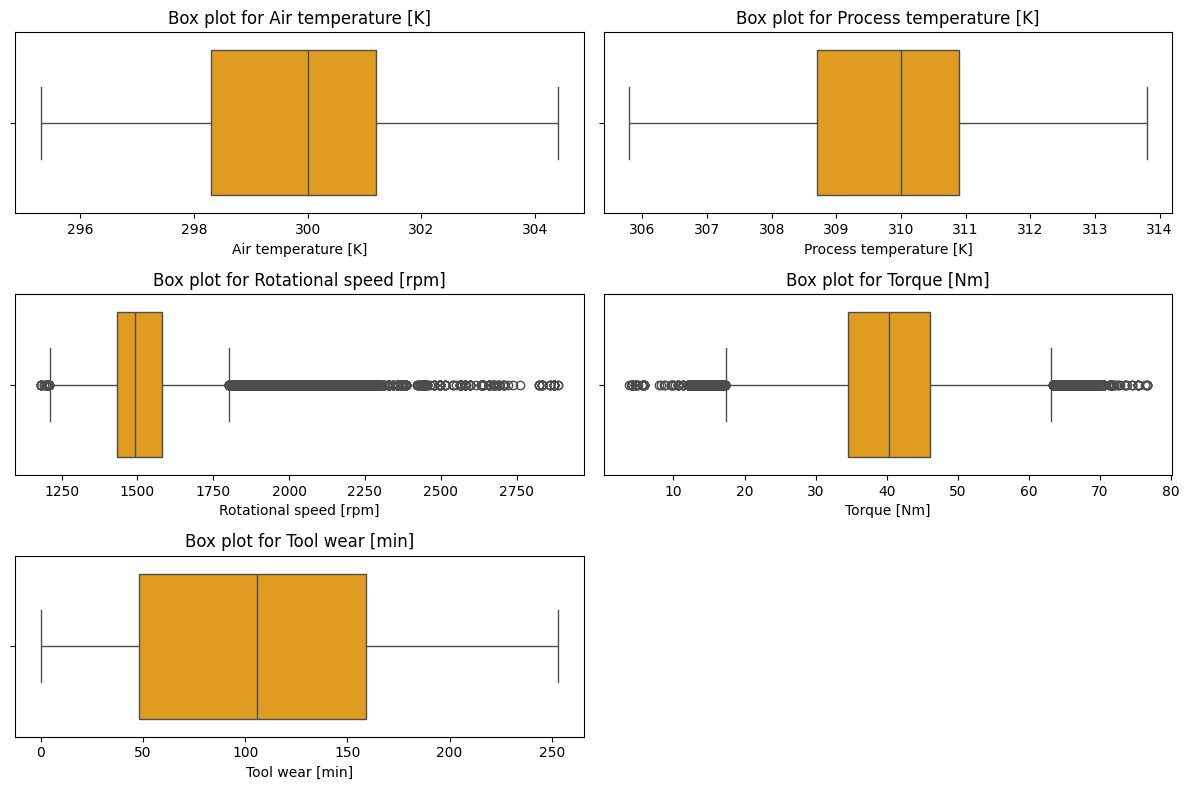 Box plot for Air temperature [K]
296 298 300 302 304
Air temperature [K]
Box plot for Process temperature [K]
306 307 308 309 310 311 312 313 314
Process temperature [K]
Box plot for Rotational speed [rpm]
1250 1500 1750 2000 2250 2500 2750
Rotational speed [rpm]
Box plot for Torque [Nm]
10 20 30 40 50 60 70 80
Torque [Nm]
Box plot for Tool wear [min]
0 50 100 150 200 250
Tool wear [min]